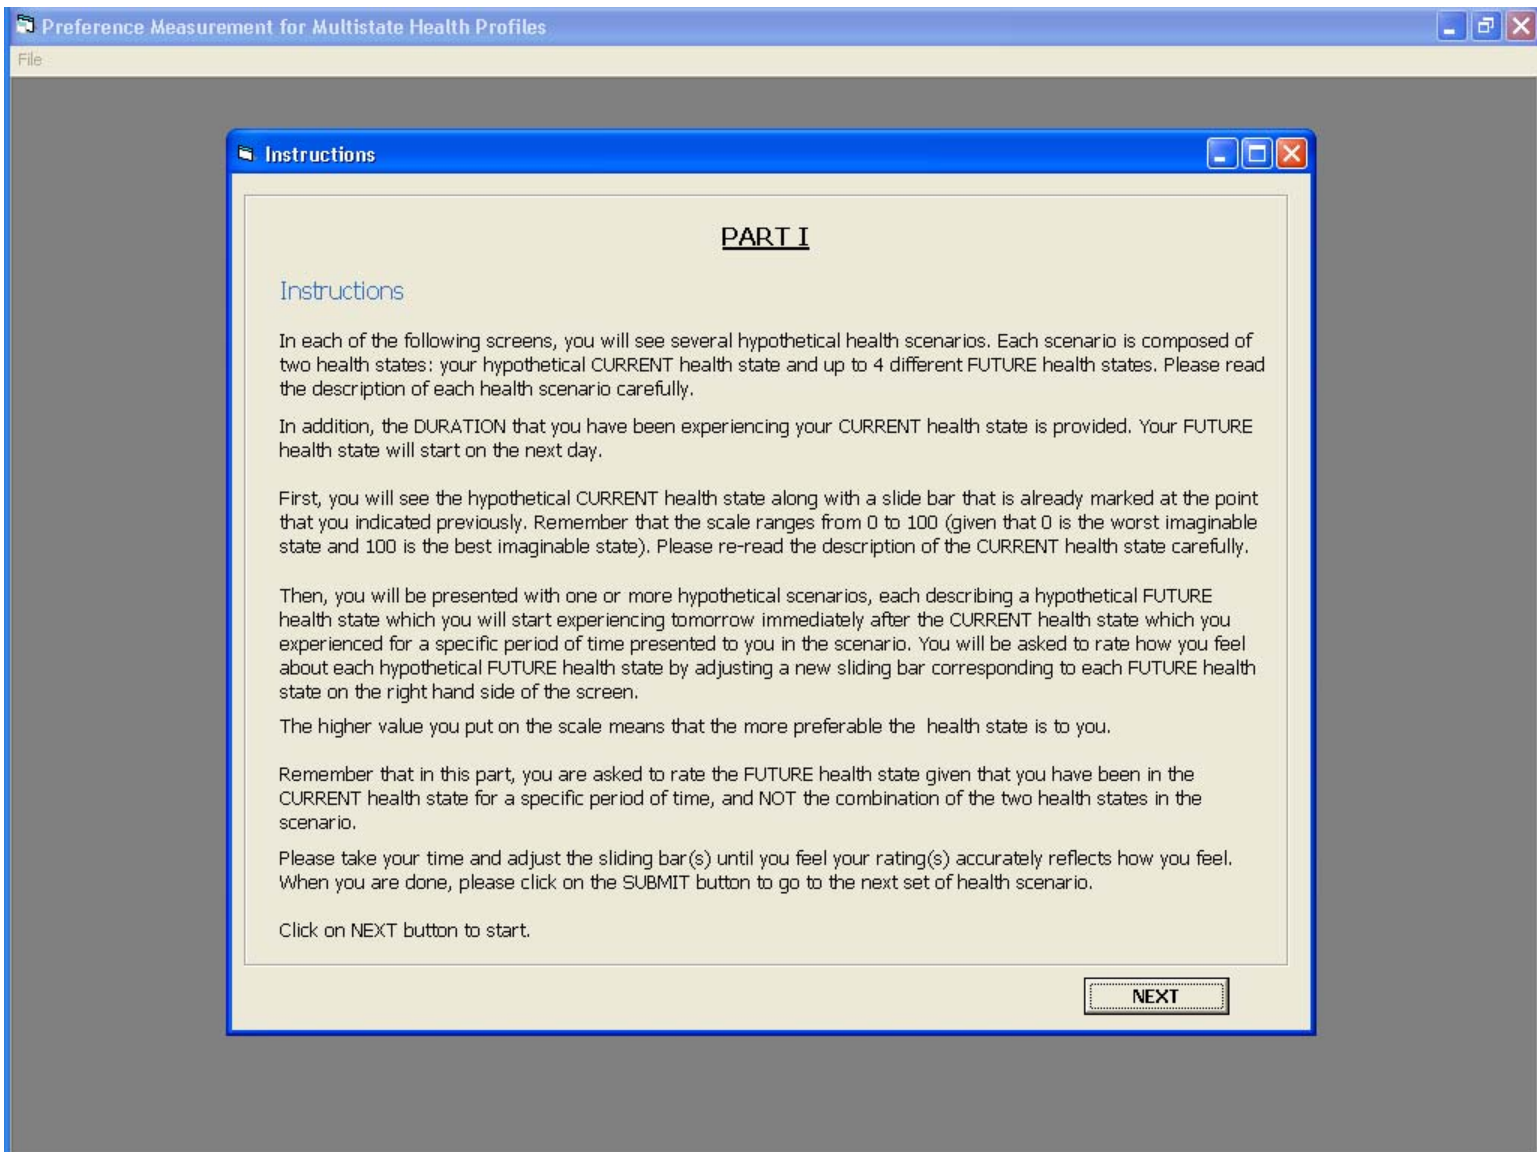 Preference Measurement for Multistate Health Profiles
File
Instructions
PART I
Instructions
In each of the following screens, you will see several hypothetical health scenarios. Each scenario is composed of
two health states: your hypothetical CURRENT health state and up to 4 different FUTURE health states. Please read
the description of each health scenario carefully.
In addition, the DURATION that you have been experiencing your CURRENT health state is provided. Your FUTURE
health state will start on the next day.
First, you will see the hypothetical CURRENT health state along with a slide bar that is already marked at the point
that you indicated previously. Remember that the scale ranges from 0 to 100 (given that 0 is the worst imaginable
state and 100 is the best imaginable state). Please re-read the description of the CURRENT health state carefully.
Then, you will be presented with one or more hypothetical scenarios, each describing a hypothetical FUTURE
health state which you will start experiencing tomorrow immediately after the CURRENT health state which you
experienced for a specific period of time presented to you in the scenario. You will be asked to rate how you feel
about each hypothetical FUTURE health state by adjusting a new sliding bar corresponding to each FUTURE health
state on the right hand side of the screen.
The higher value you put on the scale means that the more preferable the  health state is to you.
Remember that in this part, you are asked to rate the FUTURE health state given that you have been in the
CURRENT health state for a specific period of time, and NOT the combination of the two health states in the
scenario.
Please take your time and adjust the sliding bar(s) until you feel your rating(s) accurately reflects how you feel.
When you are done, please click on the SUBMIT button to go to the next set of health scenario.
Click on NEXT button to start.
NEXT